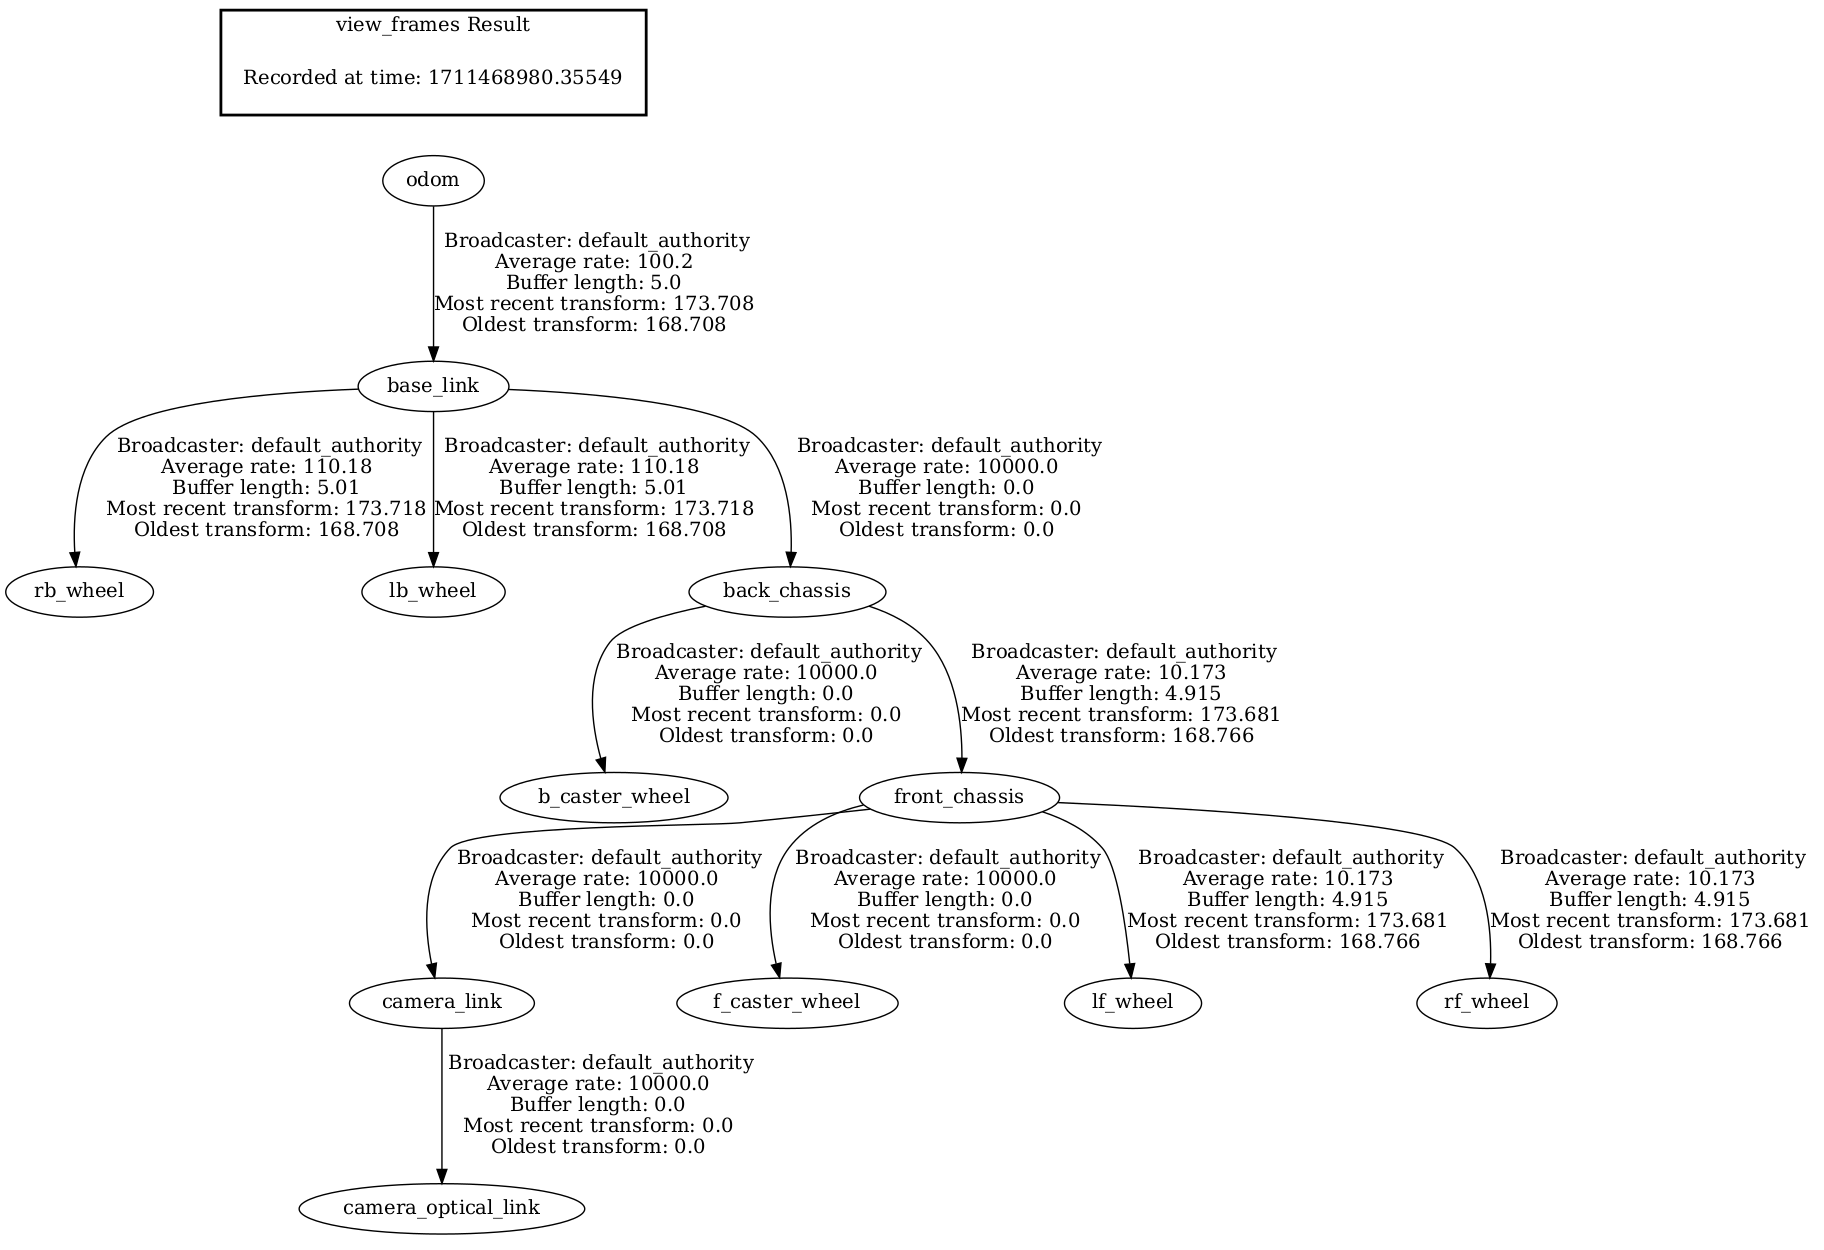 view_frames Result
Recorded at time: 1711468980.35549
odom
Broadcaster: default_authority
Average rate: 100.2
Buffer length: 5.0
Most recent transform: 173.708
Oldest transform: 168.708
base_link
Broadcaster: default_authority
Average rate: 110.18
Buffer length: 5.01
Most recent transform: 173.718
Oldest transform: 168.708
Broadcaster: default_authority
Average rate: 110.18
Buffer length: 5.01
Most recent transform: 173.718
Oldest transform: 168.708
Broadcaster: default_authority
Average rate: 10000.0
Buffer length: 0.0
Most recent transform: 0.0
Oldest transform: 0.0
rb_wheel
lb_wheel
back_chassis
Broadcaster: default_authority
Average rate: 10000.0
Buffer length: 0.0
Most recent transform: 0.0
Oldest transform: 0.0
Broadcaster: default_authority
Average rate: 10.173
Buffer length: 4.915
Most recent transform: 173.681
Oldest transform: 168.766
b_caster_wheel
front_chassis
Broadcaster: default_authority
Average rate: 10000.0
Buffer length: 0.0
Most recent transform: 0.0
Oldest transform: 0.0
Broadcaster: default_authority
Average rate: 10000.0
Buffer length: 0.0
Most recent transform: 0.0
Oldest transform: 0.0
Broadcaster: default_authority
Average rate: 10.173
Buffer length: 4.915
Most recent transform: 173.681
Oldest transform: 168.766
Broadcaster: default_authority
Average rate: 10.173
Buffer length: 4.915
Most recent transform: 173.681
Oldest transform: 168.766
camera_link
f_caster_wheel
lf_wheel
rf_wheel
Broadcaster: default_authority
Average rate: 10000.0
Buffer length: 0.0
Most recent transform: 0.0
Oldest transform: 0.0
camera_optical_link